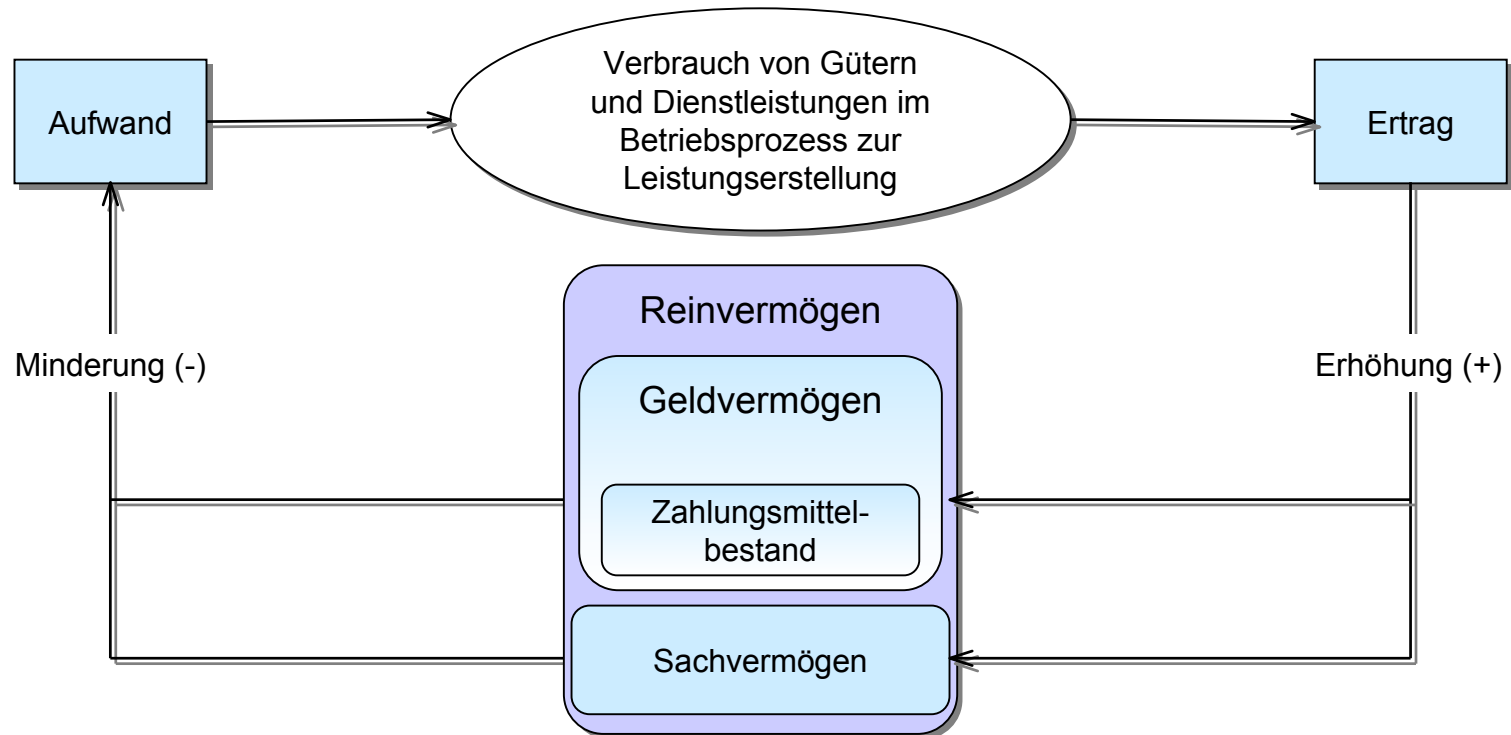 Aufwand
Verbrauch von Gütern
und Dienstleistungen im
Betriebsprozess zur
Leistungserstellung
Ertrag
Reinvermögen
Minderung (-)
Geldvermögen
Erhöhung (+)
Zahlungsmittel-
bestand
Sachvermögen